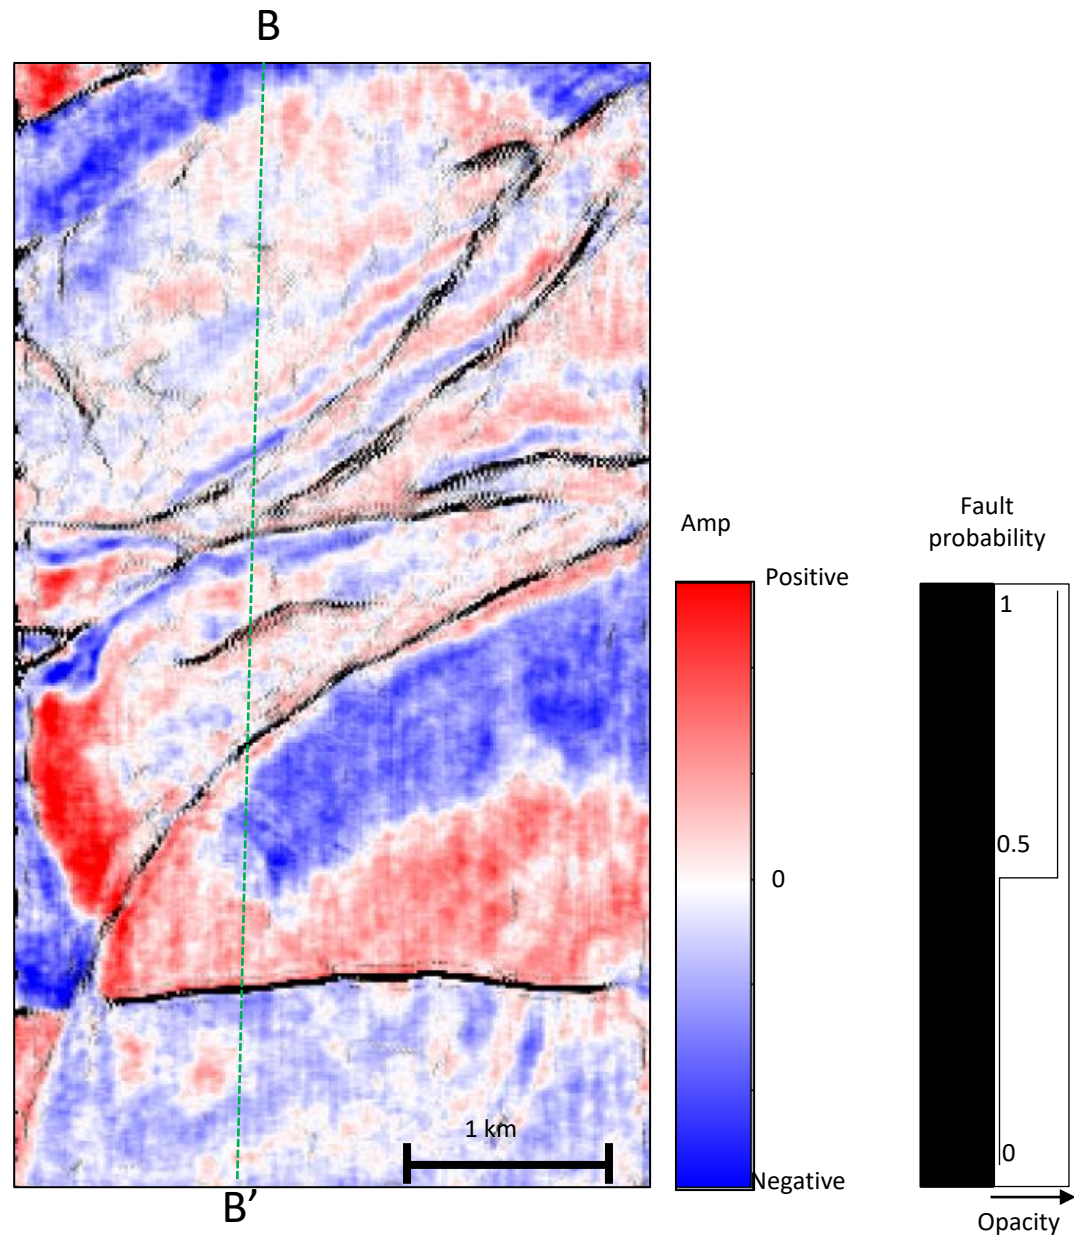 B
Amp
Positive
0
Negative
Fault
probability
1
0.5
0
Opacity
1 km
B’